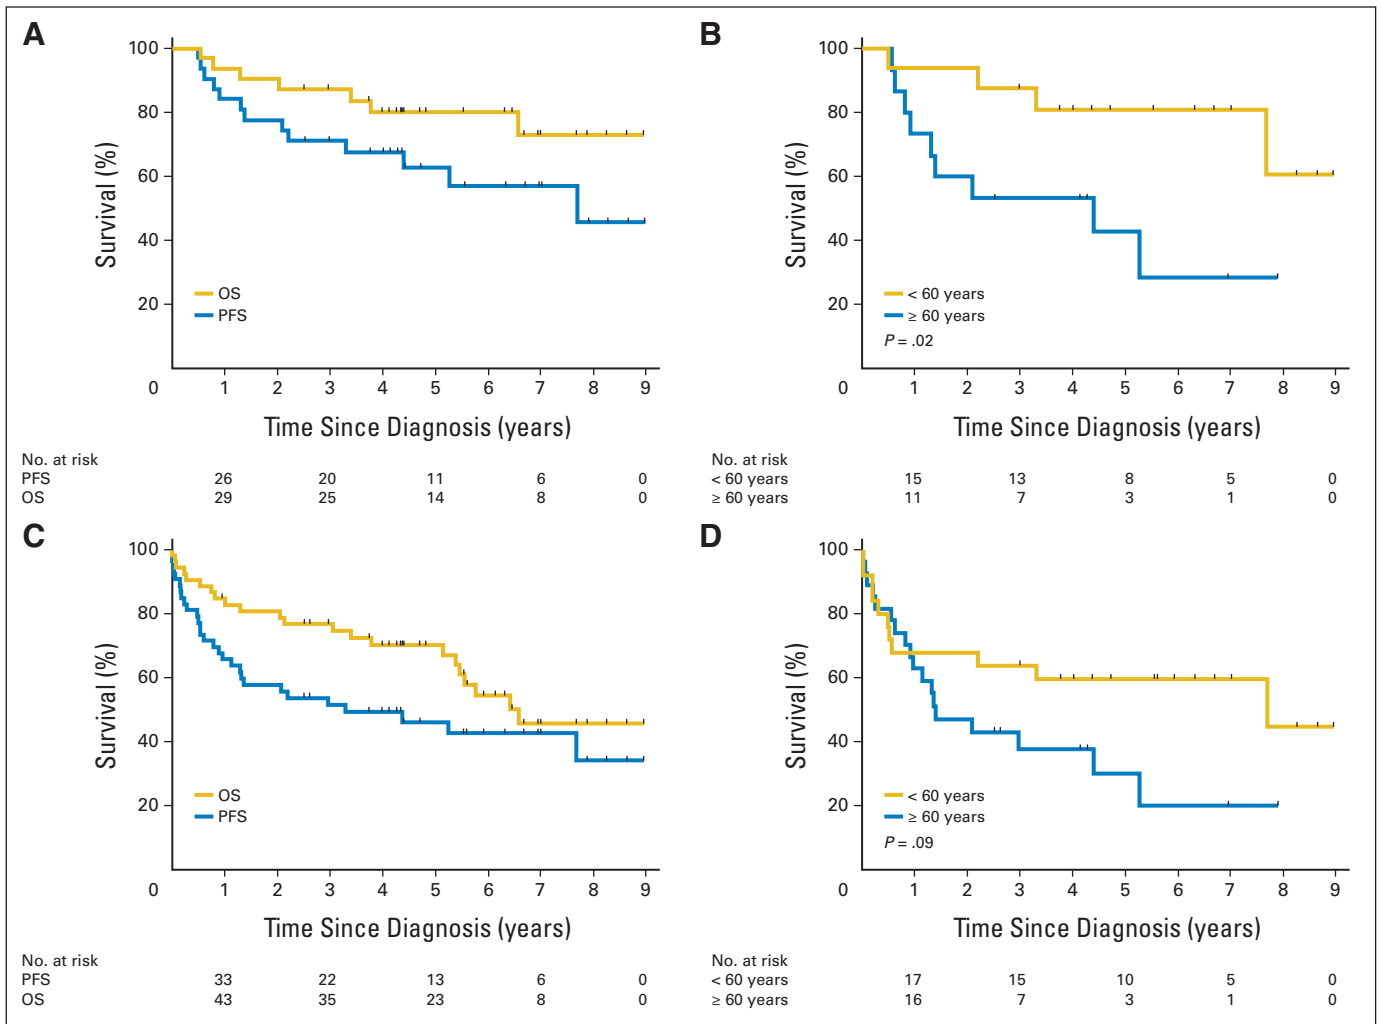 A
100
80
60
40
20
Survival (%)
OS
PFS
0 1 2 3 4 5 6 7 8 9
Time Since Diagnosis (years)
No. at risk
PFS 26 20 11 6 0
OS 29 25 14 8 0
B
100
80
60
40
20
Survival (%)
< 60 years
≥ 60 years
P = .02
0 1 2 3 4 5 6 7 8 9
Time Since Diagnosis (years)
No. at risk
< 60 years 15 13 8 5 0
≥ 60 years 11 7 3 1 0
C
100
80
60
40
20
Survival (%)
OS
PFS
0 1 2 3 4 5 6 7 8 9
Time Since Diagnosis (years)
No. at risk
PFS 33 22 13 6 0
OS 43 35 23 8 0
D
100
80
60
40
20
Survival (%)
< 60 years
≥ 60 years
P = .09
0 1 2 3 4 5 6 7 8 9
Time Since Diagnosis (years)
No. at risk
< 60 years 17 15 10 5 0
≥ 60 years 16 7 3 1 0